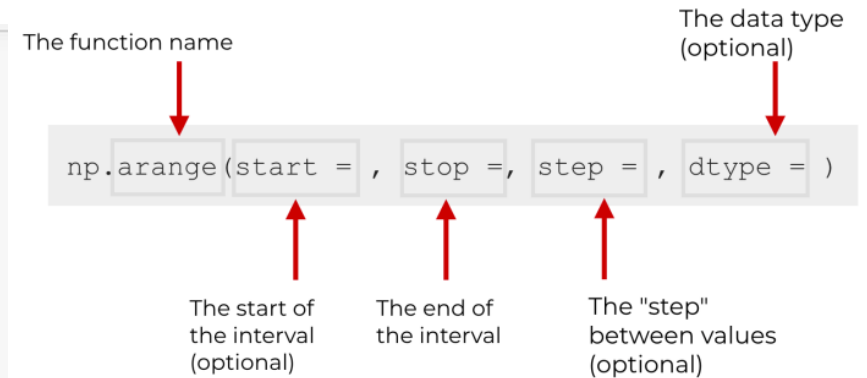 The function name
The data type
(optional)
np.arange(start = , stop =, step = , dtype = )
The start of
the interval
(optional)
The end of
the interval
The "step"
between values
(optional)